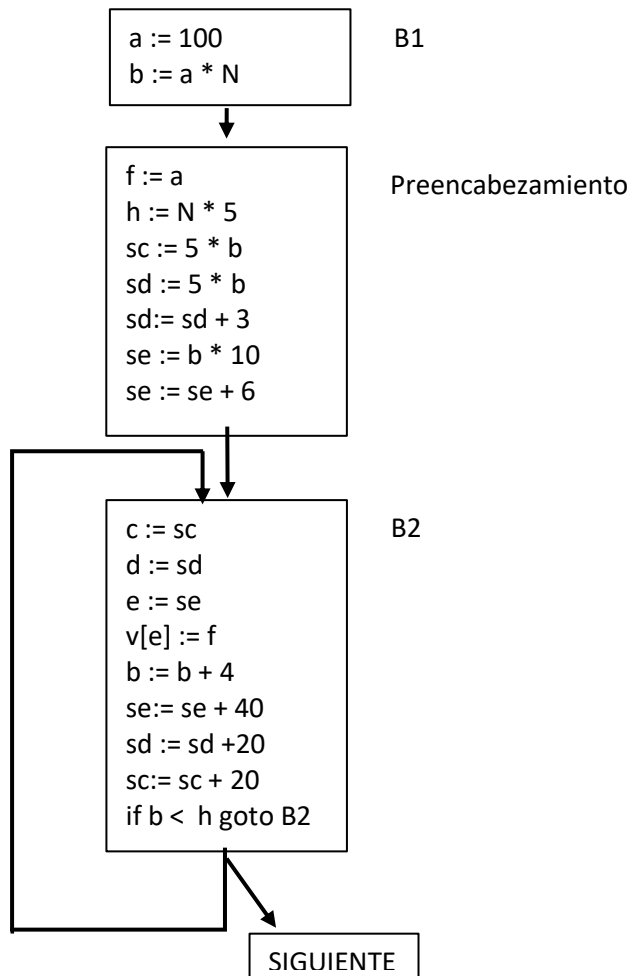 a := 100
b := a * N
B1
f := a
h := N * 5
sc := 5 * b
sd := 5 * b
sd:= sd + 3
se := b * 10
se := se + 6
Preencabezamiento
c := sc
d := sd
e := se
v[e] := f
b := b + 4
se:= se + 40
sd := sd +20
sc:= sc + 20
if b < h goto B2
B2
SIGUIENTE